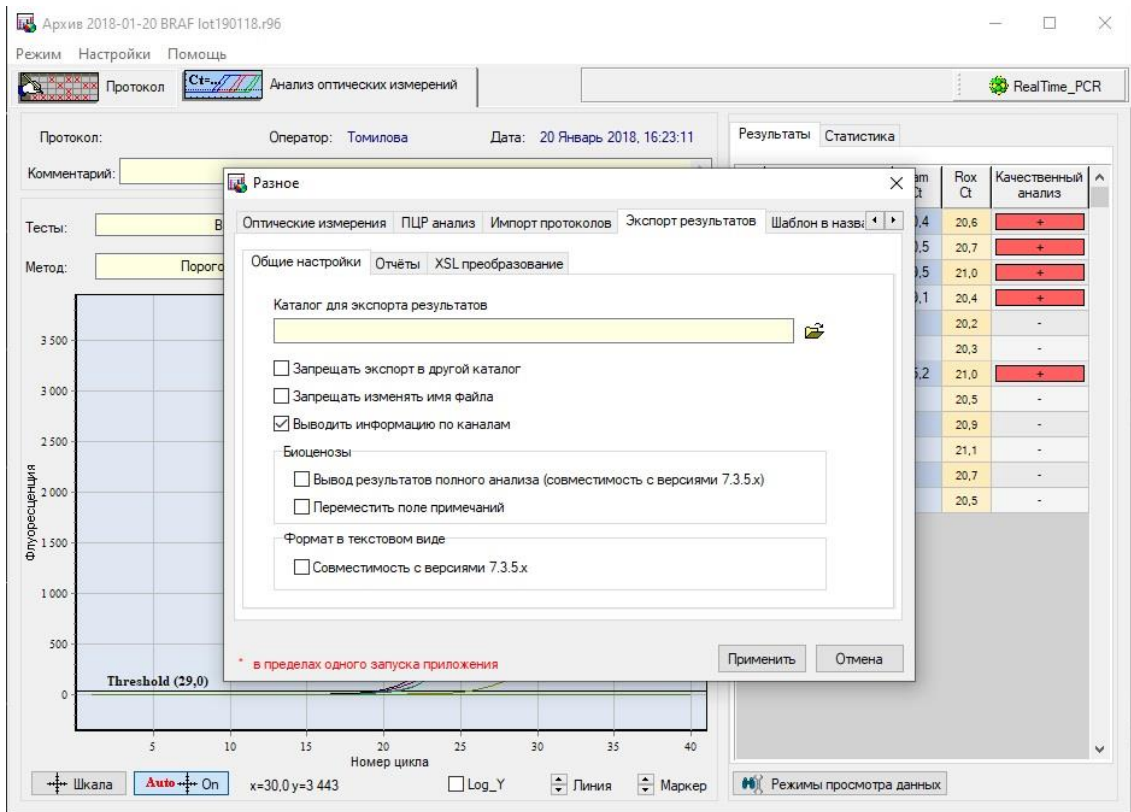 Архив 2018-01-20 BRAF lot190118.r96
Режим Настройки Помощь
Протокол
Ct=...
Анализ оптических измерений
RealTime_PCR
Протокол:
Оператор: Томилова
Дата: 20 Январь 2018, 16:23:11
Комментарий:
Тесты:
Метод:
Результаты Статистика
Разное
Оптические измерения ПЦР анализ Импорт протоколов Экспорт результатов
Общие настройки Отчёты XSL преобразование
Каталог для экспорта результатов
Запрещать экспорт в другой каталог
Запрещать изменять имя файла
Выводить информацию по каналам
Биоценозы
Вывод результатов полного анализа (совместимость с версиями 7.3.5.x)
Переместить поле примечаний
Формат в текстовом виде
Совместимость с версиями 7.3.5.x
* в пределах одного запуска приложения
Применить Отмена
Ct Rox Ct Качественный анализ
20,6 +
20,7 +
21,0 +
20,4 +
20,2 -
20,3 -
21,0 +
20,5 -
20,9 -
21,1 -
20,7 -
20,5 -
Флуоресценция
3 500
3 000
2 500
2 000
1 500
1 000
500
0
Threshold (29,0)
5 10 15 20 25 30 35 40
Номер цикла
Шкала Auto On x=30,0 y=3 443 Log_Y Линия Маркер
Режимы просмотра данных